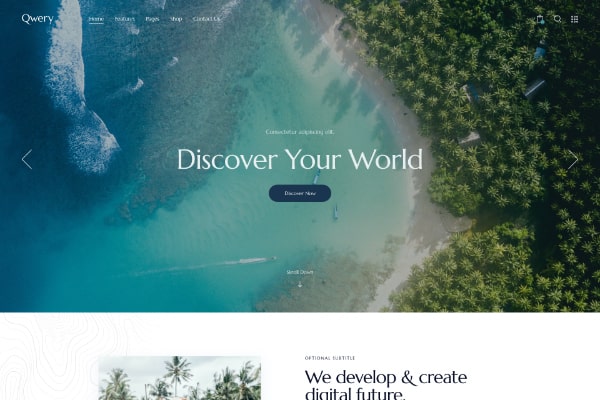 Qwery
Home Features Pages Shop Contact Us
Consectetur adipiscing elit.
Discover Your World
Discover Now
Scroll Down
OPTIONAL SUBTITLE
We develop & create
digital future.